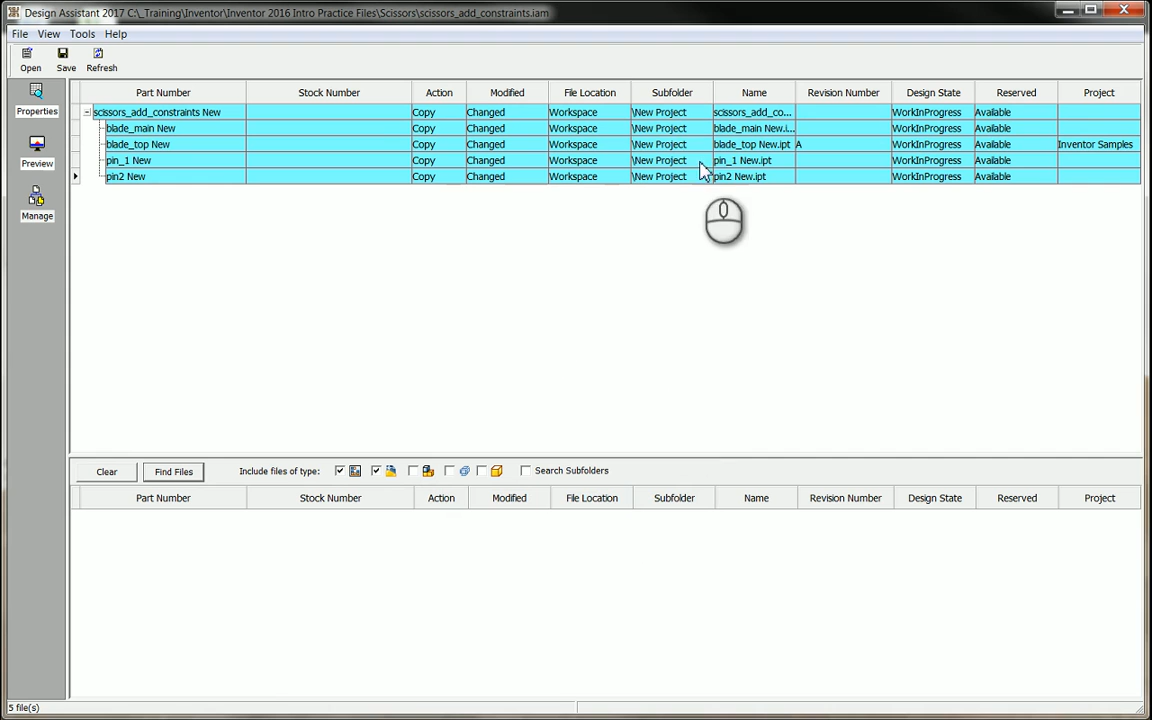 Design Assistant 2017 C:\_Training\Inventor\Inventor 2016 Intro Practice Files\Scissors\scissors_add_constraints.iam
File View Tools Help
Open Save Refresh
Properties
Preview
Manage
Part Number Stock Number Action Modified File Location Subfolder Name Revision Number Design State Reserved Project
scissors_add_constraints New Copy Changed Workspace \New Project scissors_add_co... WorkInProgress Available
blade_main New Copy Changed Workspace \New Project blade_main New.i... WorkInProgress Available
blade_top New Copy Changed Workspace \New Project blade_top New.ipt A WorkInProgress Available Inventor Samples
pin_1 New Copy Changed Workspace \New Project pin_1 New.ipt WorkInProgress Available
pin2 New Copy Changed Workspace \New Project pin2 New.ipt WorkInProgress Available
Clear Find Files Include files of type: Search Subfolders
Part Number Stock Number Action Modified File Location Subfolder Name Revision Number Design State Reserved Project
5 file(s)